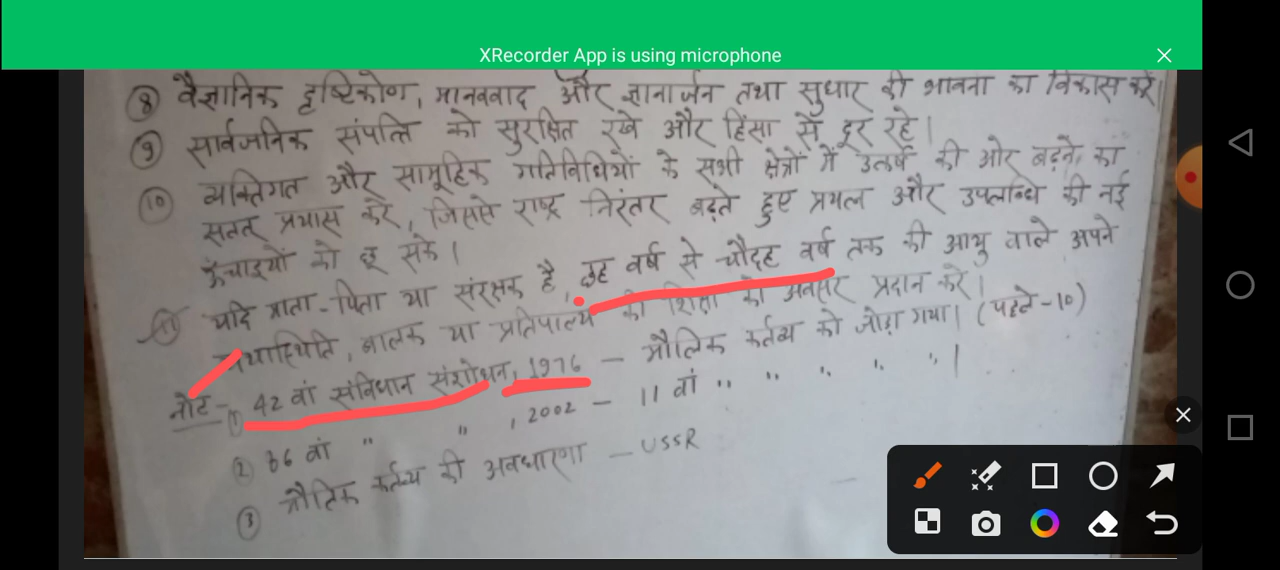 XRecorder App is using microphone
⑧ वैज्ञानिक दृष्टिकोण, मानववाद और ज्ञानार्जन तथा सुधार की भावना का विकास करें
⑨ सार्वजनिक संपत्ति को सुरक्षित रखे और हिंसा से दूर रहे।
⑩ व्यक्तिगत और सामूहिक गतिविधियों के सभी क्षेत्रों में उत्कर्ष की ओर बढ़ने का
सतत् प्रयास करे, जिससे राष्ट्र निरंतर बढ़ते हुए प्रयत्न और उपलब्धि की नई
ऊँचाइयों को छू सके।
⑪ यदि माता-पिता या संरक्षक है, छह वर्ष से चौदह वर्ष तक की आयु वाले अपने
यथास्थिति, बालक या प्रतिपाल्य की शिक्षा का अवसर प्रदान करे।
नोट- ① 42 वां संविधान संशोधन, 1976 - मौलिक कर्तव्य को जोड़ा गया। (पहले-10)
② 86 वां " " , 2002 - 11 वां " " " " "।
③ मौलिक कर्तव्य की अवधारणा - USSR